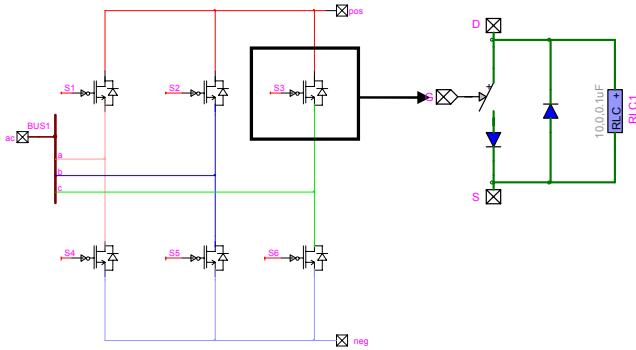 pos
D
S1
S2
S3
BUS1
ac
a
b
c
S4
S5
S6
neg
S
10,0,0.1uF
RLC +
RLC1